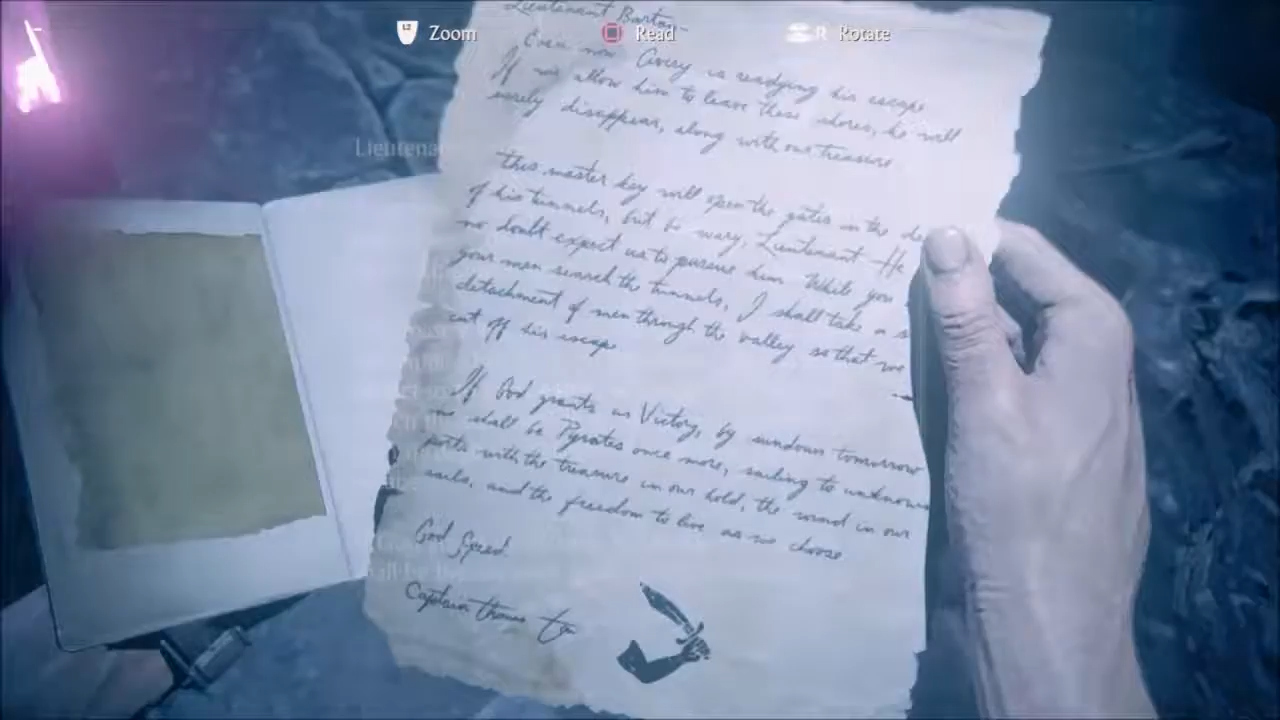 L2 Zoom Read R Rotate
Lieutenant Barton
Even now Avery is readying his escape
If we allow him to leave these shores, he will
surely disappear, along with our treasure
Lieutena
This master key will open the gates in the de
of his tunnels, but be wary, Lieutenant - He
no doubt expect us to pursue him. While you
your men search the tunnels, I shall take a s
detachment of men through the valley so that we
cut off his escape
If God grants us Victory, by sundown tomorrow
we shall be Pyrates once more, sailing to unknown
ports with the treasure in our hold, the wind in our
sails, and the freedom to live as we choose
God Speed.
Captain Thomas Tew